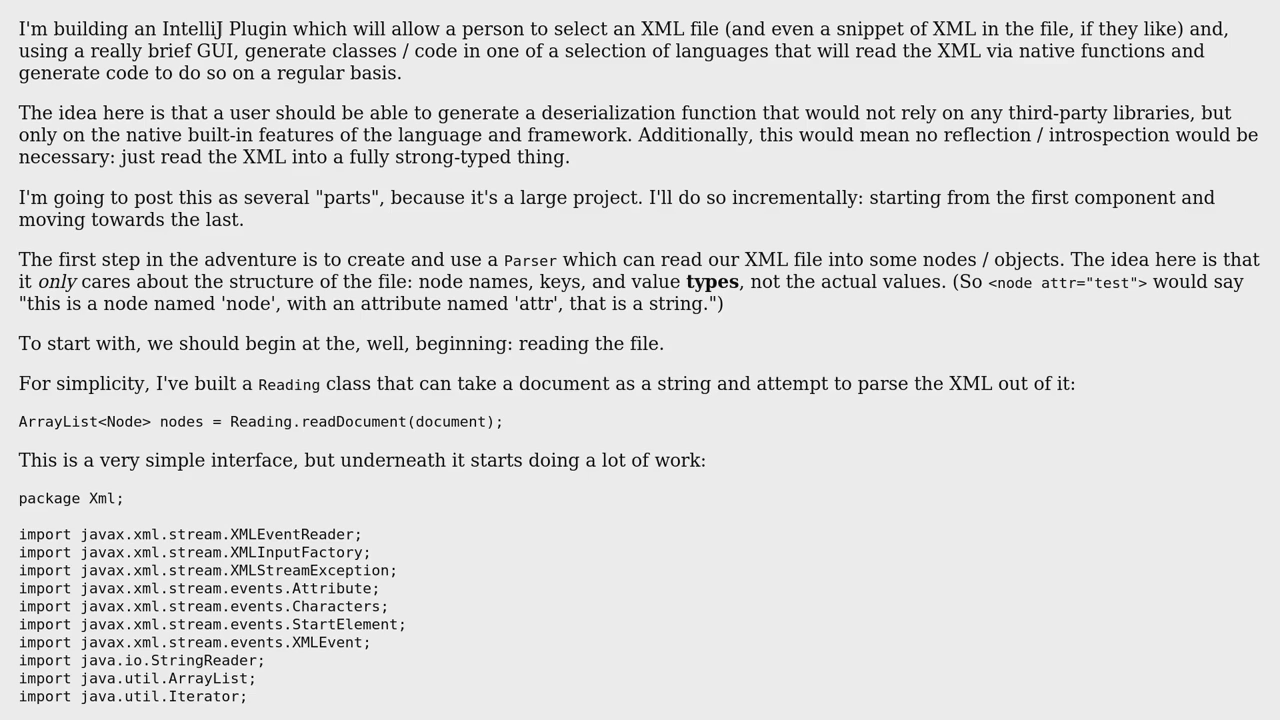 I'm building an IntelliJ Plugin which will allow a person to select an XML file (and even a snippet of XML in the file, if they like) and,
using a really brief GUI, generate classes / code in one of a selection of languages that will read the XML via native functions and
generate code to do so on a regular basis.
The idea here is that a user should be able to generate a deserialization function that would not rely on any third-party libraries, but
only on the native built-in features of the language and framework. Additionally, this would mean no reflection / introspection would be
necessary: just read the XML into a fully strong-typed thing.
I'm going to post this as several "parts", because it's a large project. I'll do so incrementally: starting from the first component and
moving towards the last.
The first step in the adventure is to create and use a Parser which can read our XML file into some nodes / objects. The idea here is that
it only cares about the structure of the file: node names, keys, and value types, not the actual values. (So <node attr="test"> would say
"this is a node named 'node', with an attribute named 'attr', that is a string.")
To start with, we should begin at the, well, beginning: reading the file.
For simplicity, I've built a Reading class that can take a document as a string and attempt to parse the XML out of it:
ArrayList<Node> nodes = Reading.readDocument(document);
This is a very simple interface, but underneath it starts doing a lot of work:
package Xml;
import javax.xml.stream.XMLEventReader;
import javax.xml.stream.XMLInputFactory;
import javax.xml.stream.XMLStreamException;
import javax.xml.stream.events.Attribute;
import javax.xml.stream.events.Characters;
import javax.xml.stream.events.StartElement;
import javax.xml.stream.events.XMLEvent;
import java.io.StringReader;
import java.util.ArrayList;
import java.util.Iterator;